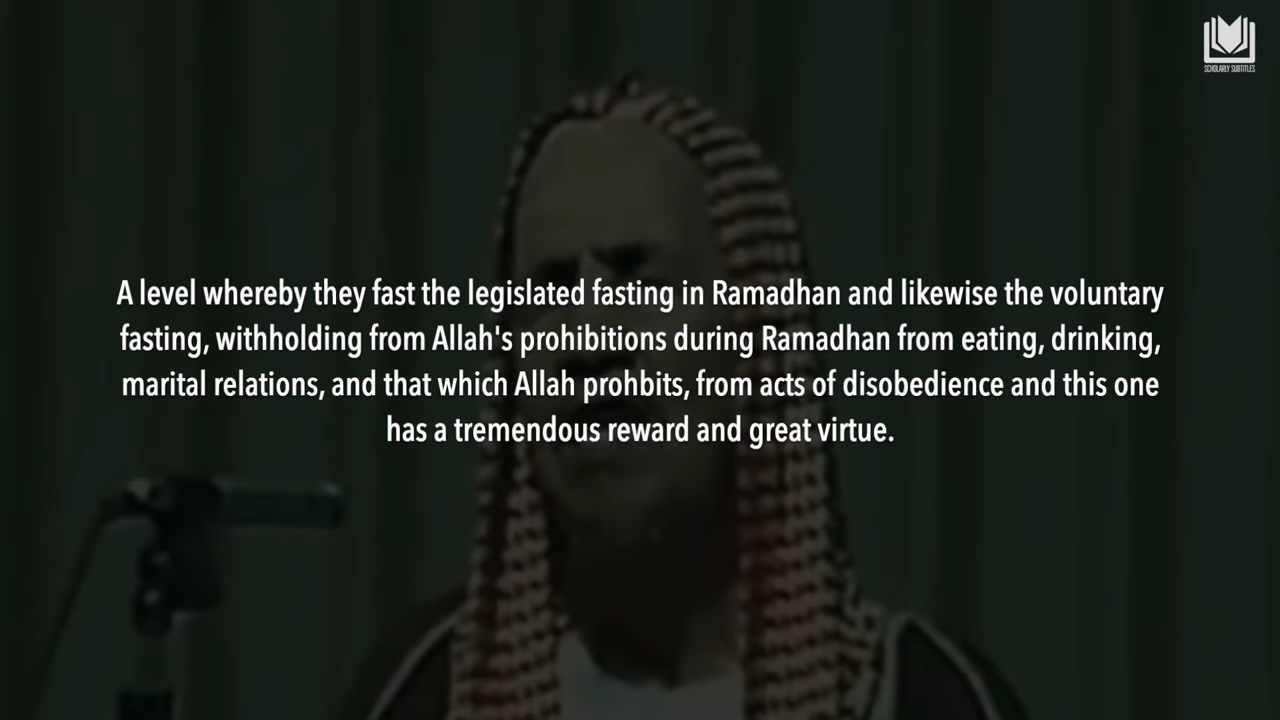 SCHOLARLY SUBTITLES
A level whereby they fast the legislated fasting in Ramadhan and likewise the voluntary
fasting, withholding from Allah's prohibitions during Ramadhan from eating, drinking,
marital relations, and that which Allah prohbits, from acts of disobedience and this one
has a tremendous reward and great virtue.